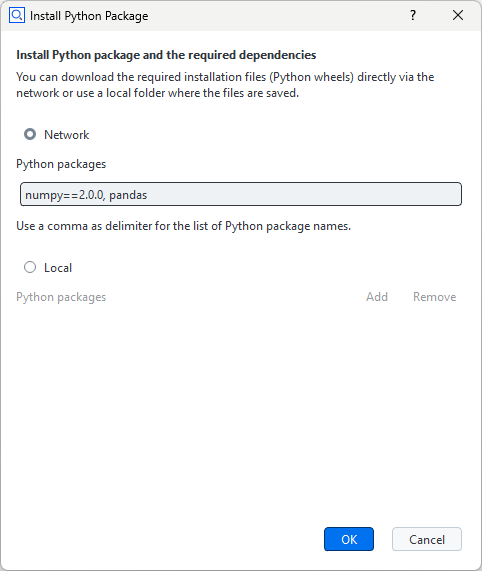 Install Python Package
?
Install Python package and the required dependencies
You can download the required installation files (Python wheels) directly via the
network or use a local folder where the files are saved.
Network
Python packages
numpy==2.0.0, pandas
Use a comma as delimiter for the list of Python package names.
Local
Python packages Add Remove
OK Cancel